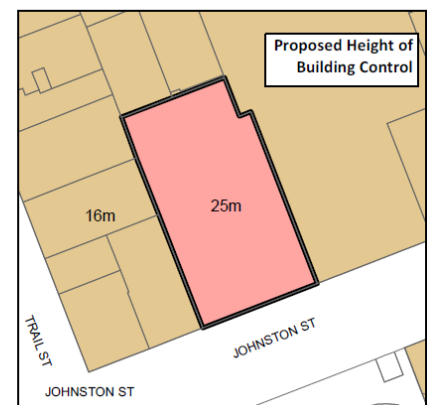 Proposed Height of
Building Control
16m
25m
TRAIL ST
JOHNSTON ST
JOHNSTON ST